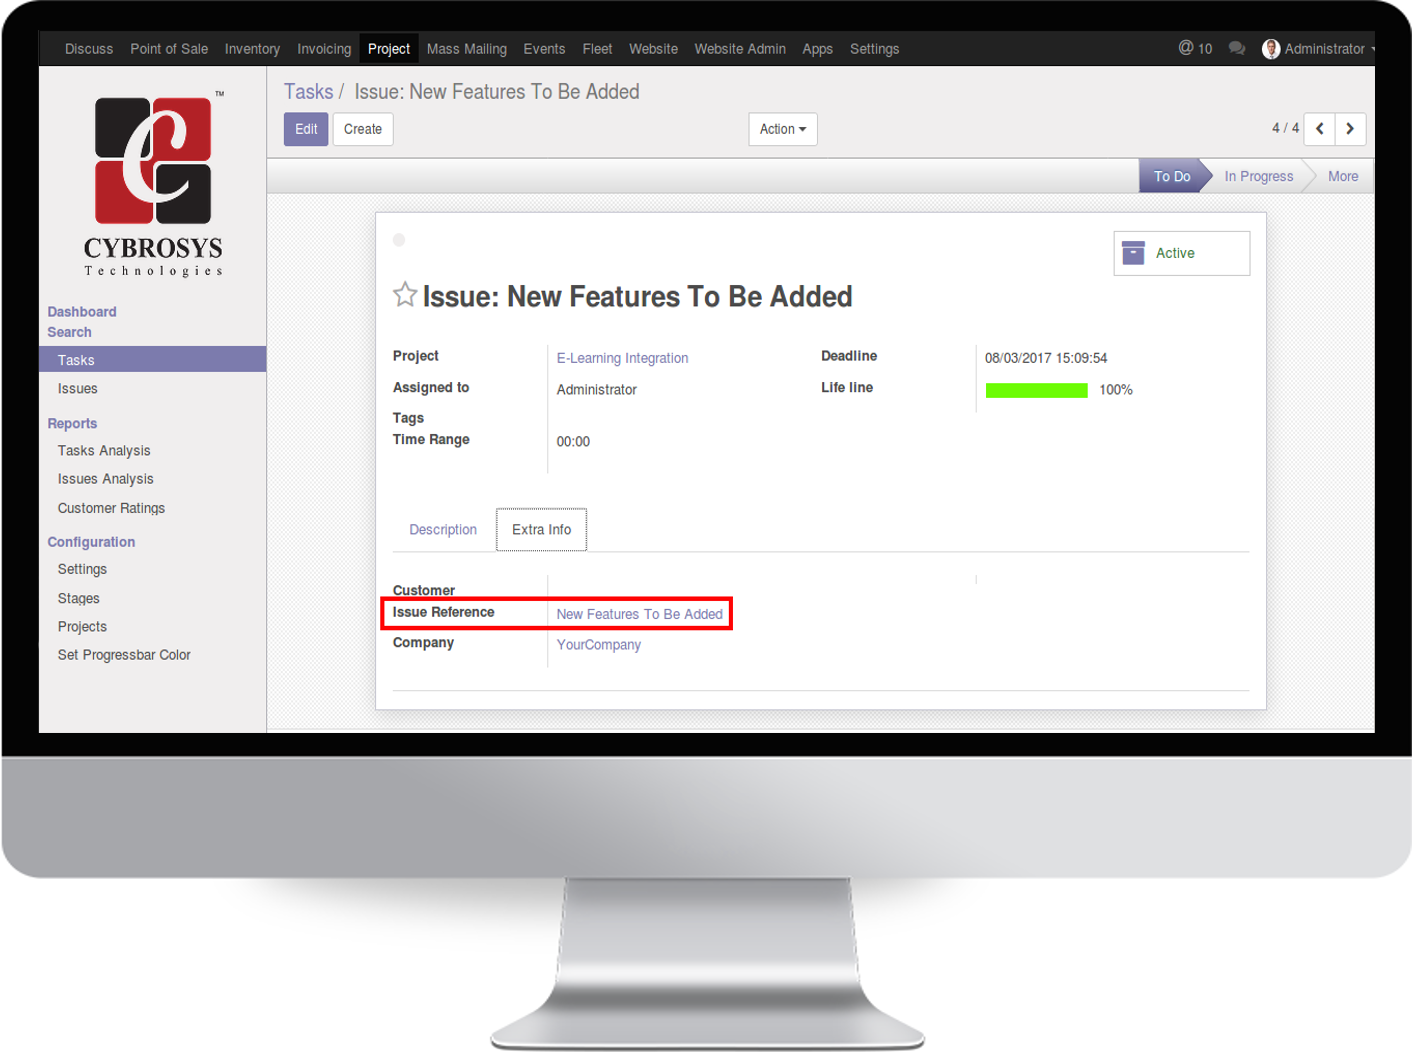 Discuss Point of Sale Inventory Invoicing Project Mass Mailing Events Fleet Website Website Admin Apps Settings @ 10 Administrator
TM
CYBROSYS
Technologies
Dashboard
Search
Tasks
Issues
Reports
Tasks Analysis
Issues Analysis
Customer Ratings
Configuration
Settings
Stages
Projects
Set Progressbar Color
Tasks / Issue: New Features To Be Added
Edit Create Action 4 / 4
To Do In Progress More
Active
Issue: New Features To Be Added
Project E-Learning Integration Deadline 08/03/2017 15:09:54
Assigned to Administrator Life line 100%
Tags
Time Range 00:00
Description Extra Info
Customer
Issue Reference New Features To Be Added
Company YourCompany